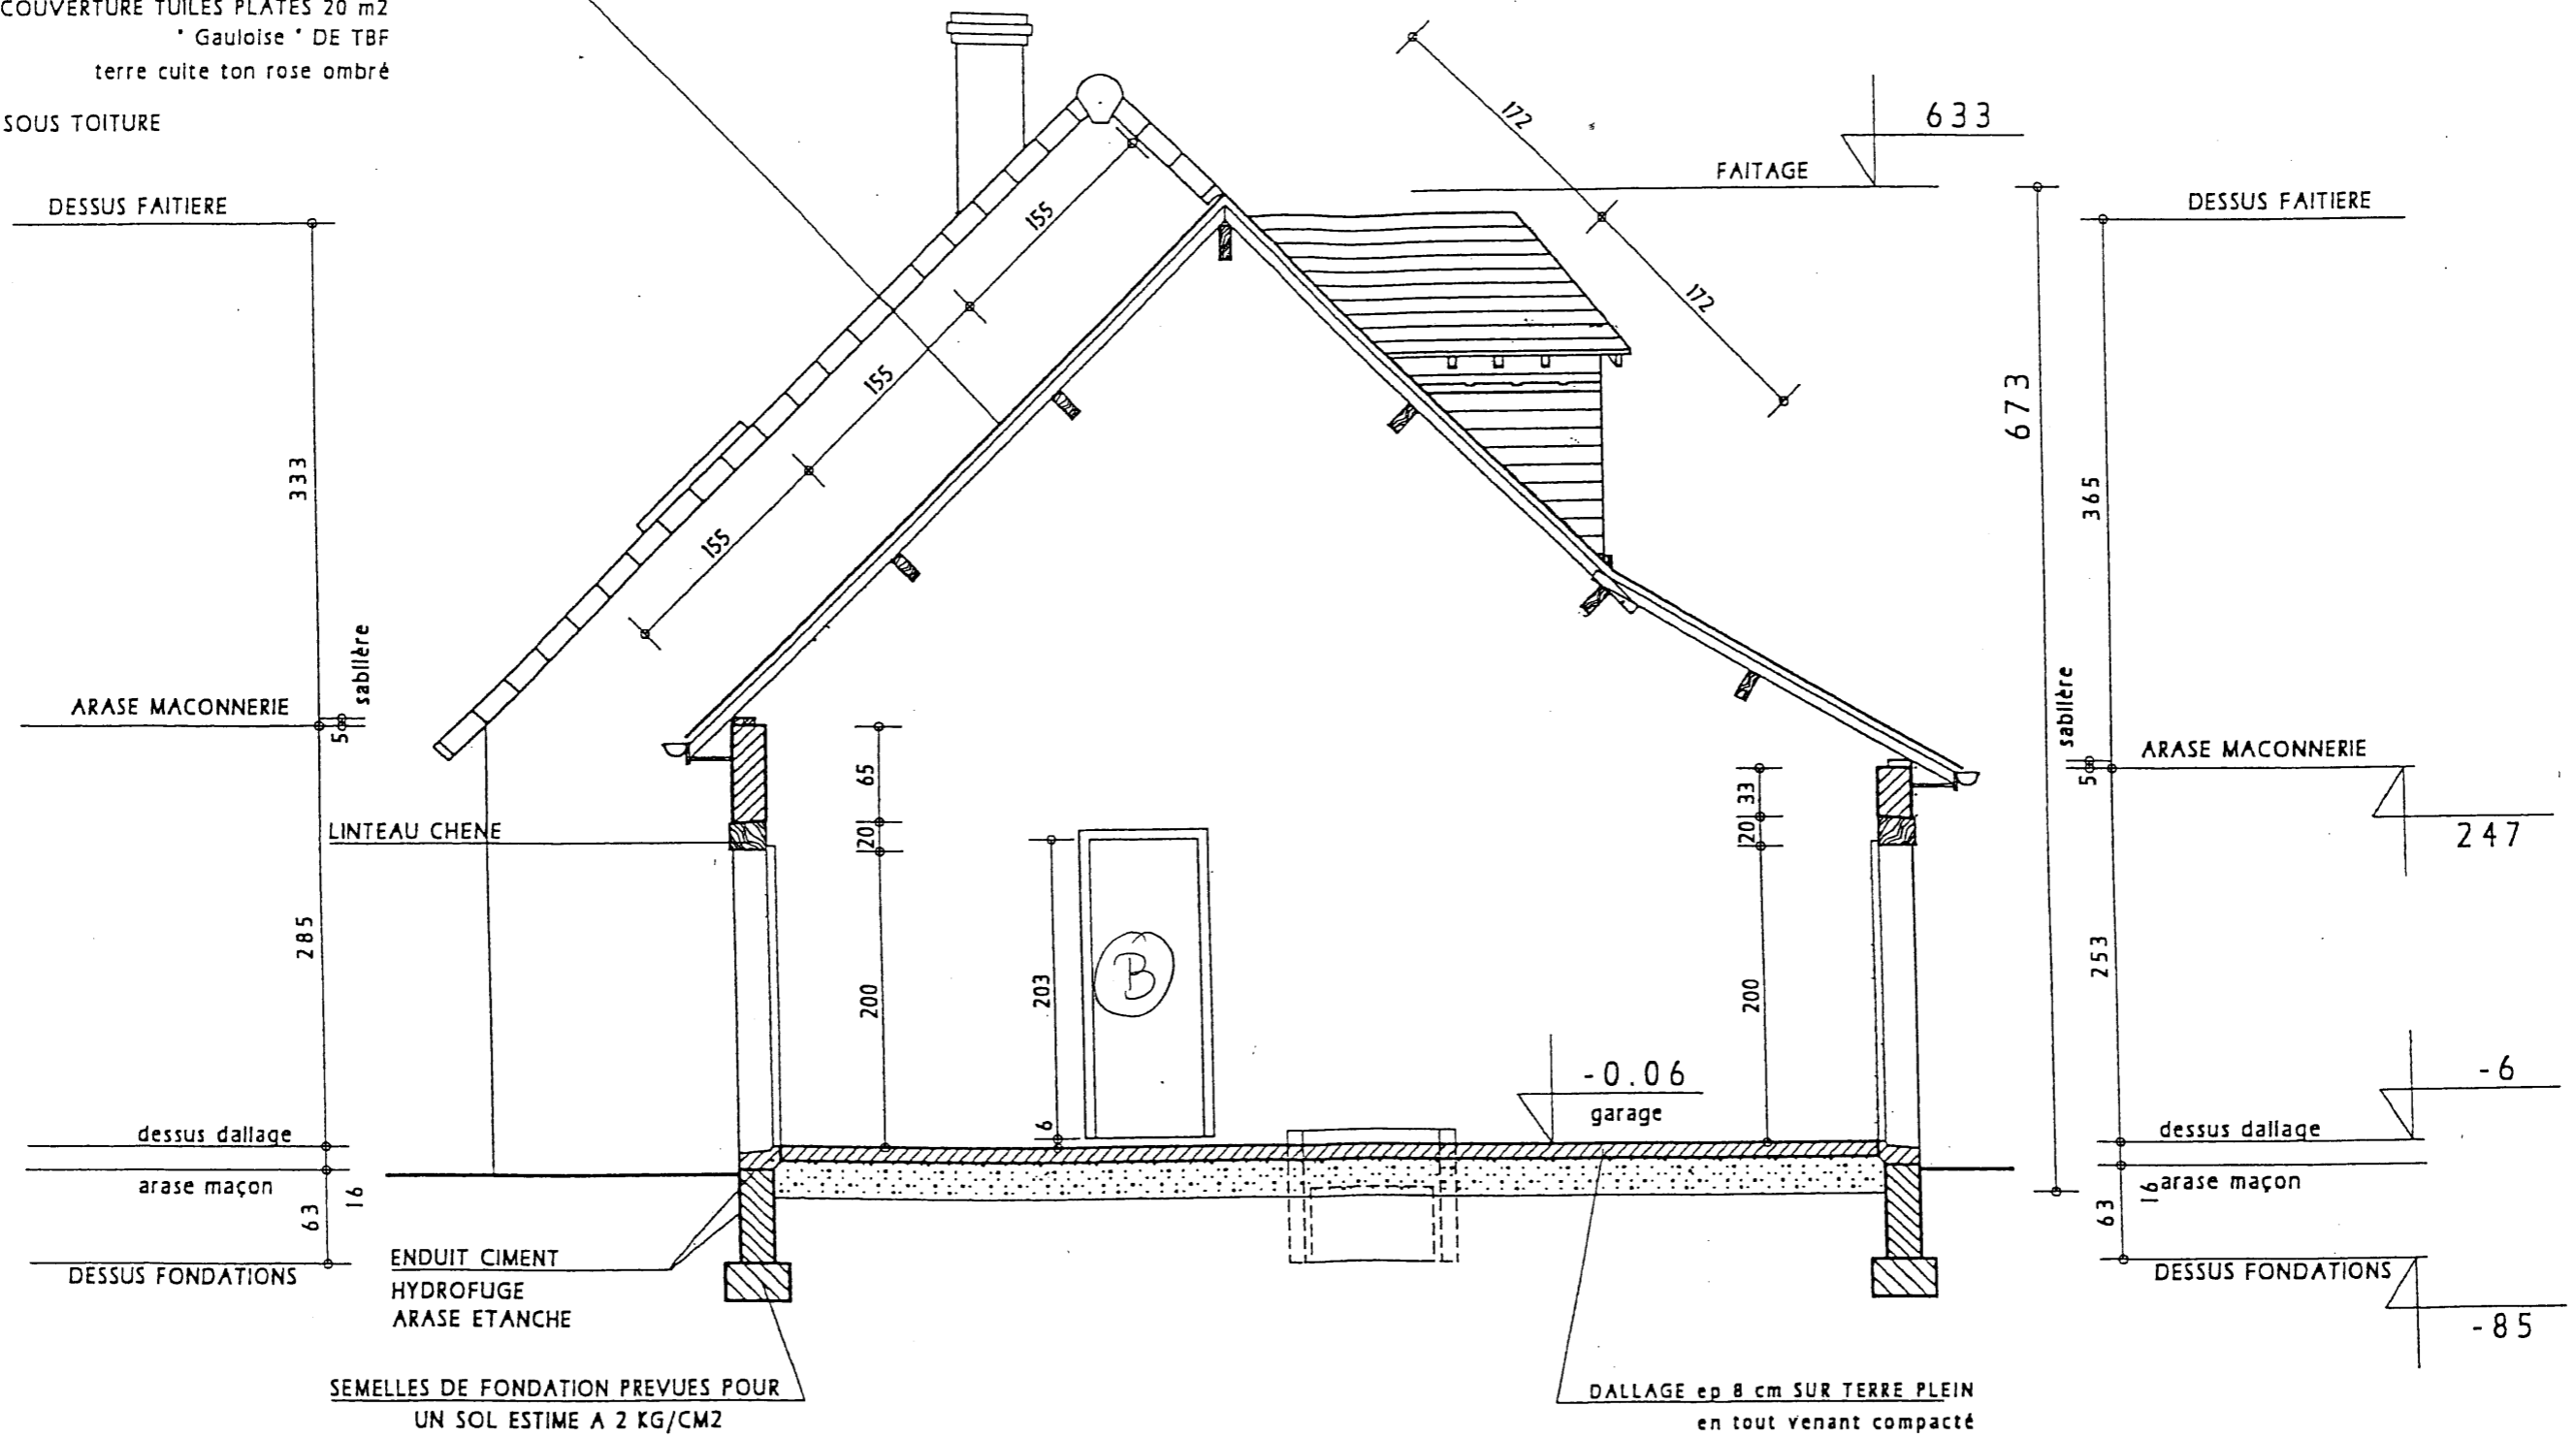 COUVERTURE TUILES PLATES 20 m2
" Gauloise " DE TBF
terre cuite ton rose ombré
SOUS TOITURE
DESSUS FAITIERE
333
sablière
ARASE MACONNERIE
5
LINTEAU CHENE
285
dessus dallage
arase maçon
16
63
DESSUS FONDATIONS
ENDUIT CIMENT
HYDROFUGE
ARASE ETANCHE
SEMELLES DE FONDATION PREVUES POUR
UN SOL ESTIME A 2 KG/CM2
155
155
155
65
20
200
203
6
B
172
172
633
FAITAGE
673
33
20
200
-0.06
garage
DALLAGE ep 8 cm SUR TERRE PLEIN
en tout venant compacté
DESSUS FAITIERE
365
sablière
5
ARASE MACONNERIE
247
253
-6
dessus dallage
16
arase maçon
63
DESSUS FONDATIONS
-85